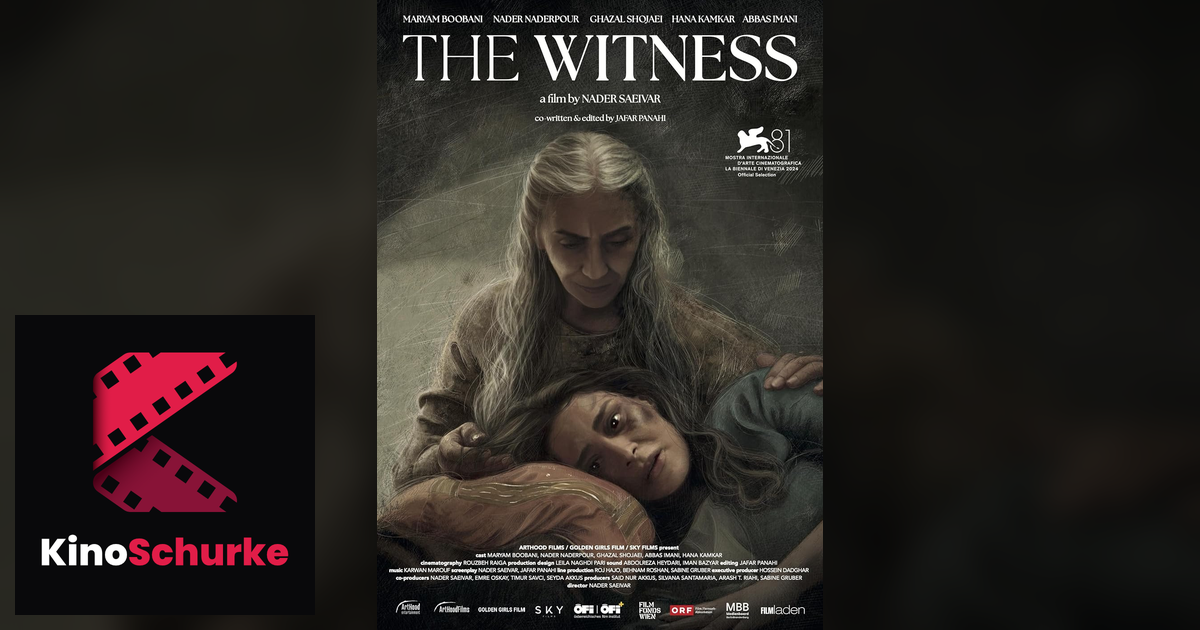 MARYAM BOOBANI NADER NADERPOUR GHAZAL SHOJAEI HANA KAMKAR ABBAS IMANI
THE WITNESS
a film by NADER SAEIVAR
co-written & edited by JAFAR PANAHI
81
MOSTRA INTERNAZIONALE
D'ARTE CINEMATOGRAFICA
LA BIENNALE DI VENEZIA 2024
Official Selection
KinoSchurke
ARTHOOD FILMS / GOLDEN GIRLS FILM / SKY FILMS present
cast MARYAM BOOBANI, NADER NADERPOUR, GHAZAL SHOJAEI, ABBAS IMANI, HANA KAMKAR
cinematography ROUZBEH RAIGA production design LEILA NAGHDI PARI sound ABDOLREZA HEYDARI, IMAN BAZYAR editing JAFAR PANAHI
music KARWAN MAROUF screenplay NADER SAEIVAR, JAFAR PANAHI line production ROJ HAJO, BEHNAM ROSHAN, SABINE GRUBER executive producer HOSSEIN DADGHAR
co-producers NADER SAEIVAR, EMRE OSKAY, TIMUR SAVCI, SEYDA AKKUS producers SAID NUR AKKUS, SILVANA SANTAMARIA, ARASH T. RIAHI, SABINE GRUBER
director NADER SAEIVAR
ArtHood entertainment ArtHoodFilms GOLDEN GIRLS FILM SKY FILMS ÖFI ÖFI+ FILM FONDS WIEN ORF MBB FILMladen